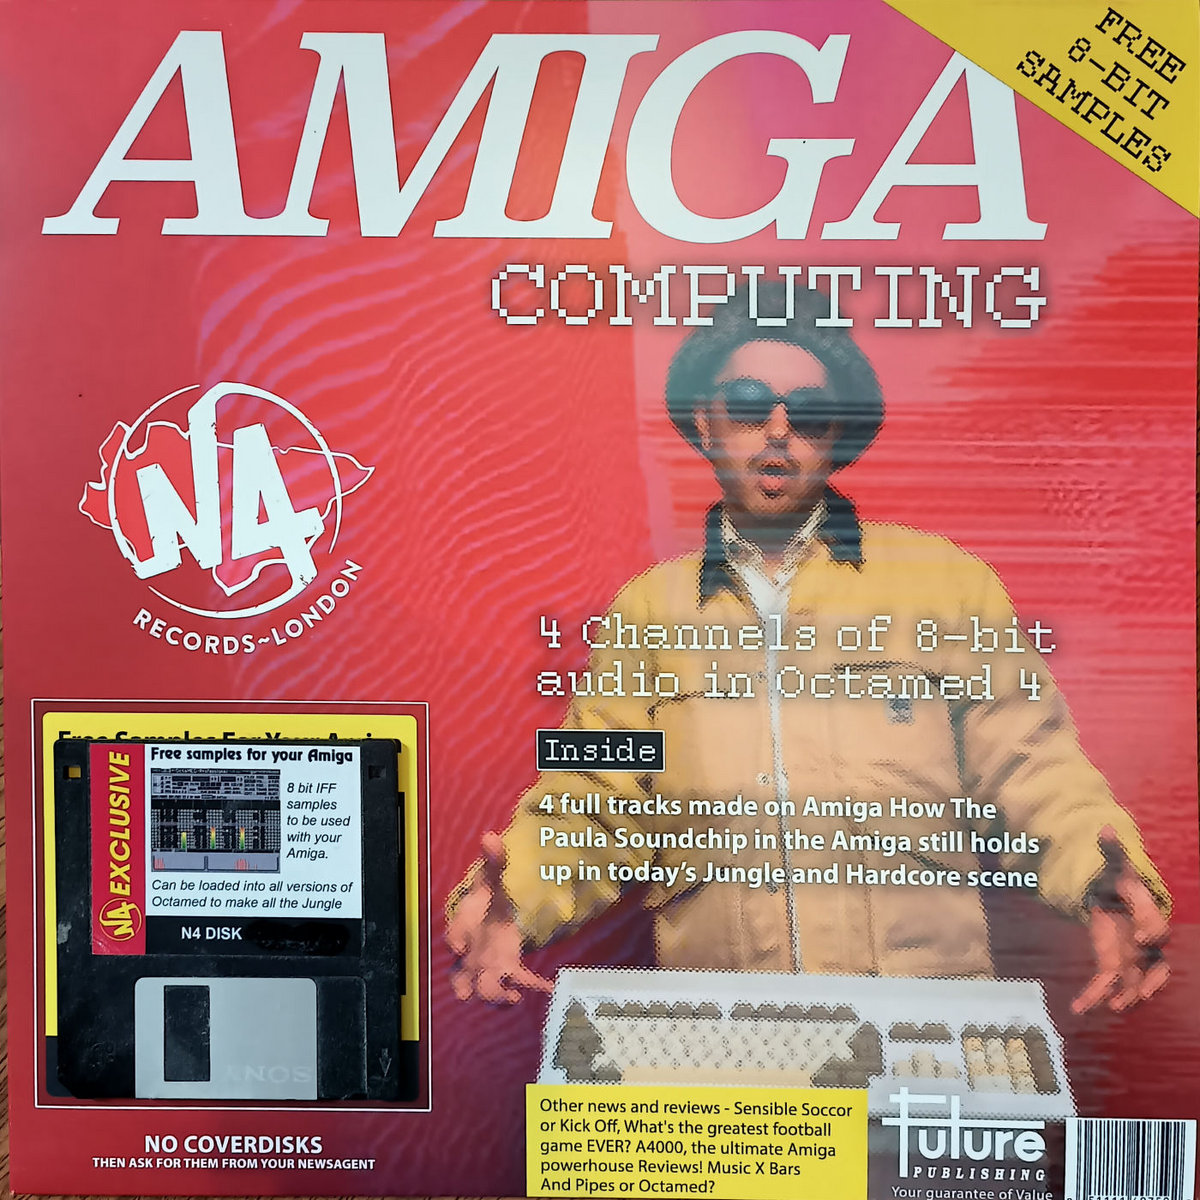 AMIGA
COMPUTING
FREE
8-BIT
SAMPLES
N4
RECORDS~LONDON
4 Channels of 8-bit
audio in Octamed 4
Inside
4 full tracks made on Amiga How The
Paula Soundchip in the Amiga still holds
up in today's Jungle and Hardcore scene
Free samples for your Amiga
N4 EXCLUSIVE
8 bit IFF
samples
to be used
with your
Amiga.
Can be loaded into all versions of
Octamed to make all the Jungle
N4 DISK
SONY
NO COVERDISKS
THEN ASK FOR THEM FROM YOUR NEWSAGENT
Other news and reviews - Sensible Soccor
or Kick Off, What's the greatest football
game EVER? A4000, the ultimate Amiga
powerhouse Reviews! Music X Bars
And Pipes or Octamed?
future
PUBLISHING
Your guarantee of Value